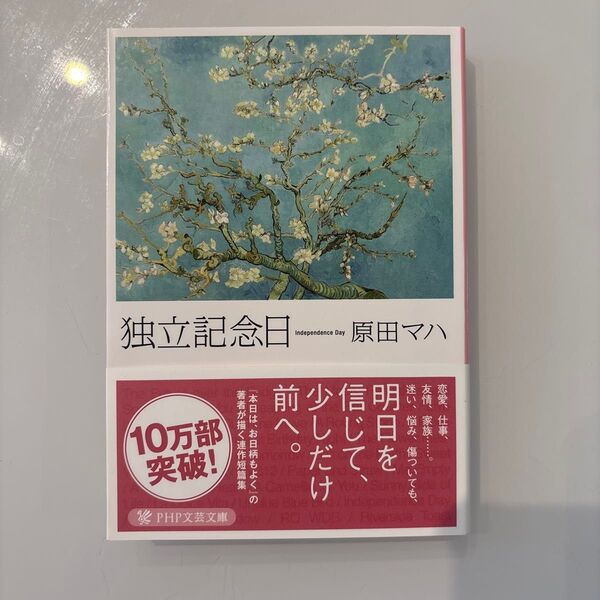 独立記念日
Independence Day
原田マハ
恋愛、仕事、
友情、家族……。
迷い、悩み、傷ついても、
明日を
信じて、
少しだけ
前へ。
『本日は、お日柄もよく』の
著者が描く連作短篇集
10万部
突破!
PHP文芸文庫